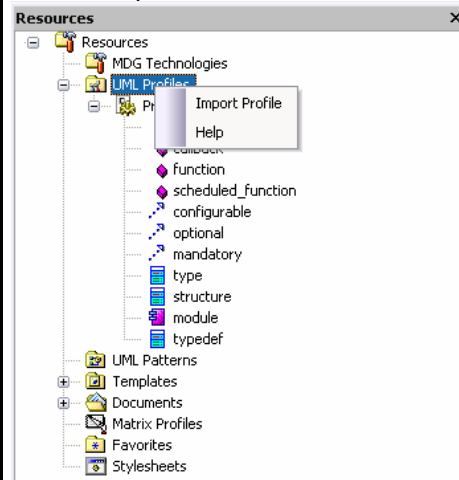 Resources
Resources
MDG Technologies
UML Profiles
Import Profile
Help
function
scheduled_function
configurable
optional
mandatory
type
structure
module
typedef
UML Patterns
Templates
Documents
Matrix Profiles
Favorites
Stylesheets